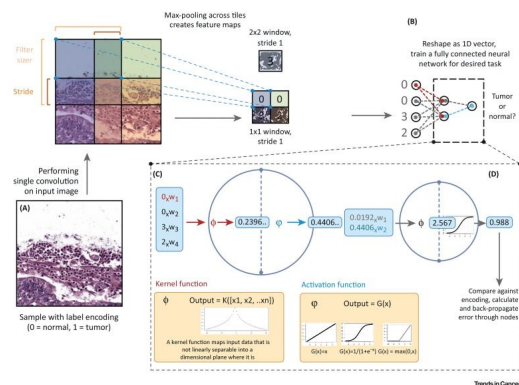 Max-pooling across tiles
creates feature maps
2x2 window,
stride 1
3
(B)
Reshape as 1D vector,
train a fully connected neural
network for desired task
Filter
sizer
Stride
0 0
1x1 window,
stride 1
0
0
3
2
Tumor
or
normal?
Performing
single convolution
on input image
(A)
Sample with label encoding
(0 = normal, 1 = tumor)
(C)
(D)
0xw1
0xw2
3xw3
2xw4
ϕ
0.2396..
φ
0.4406..
0.0192xw1
0.4406xw2
ϕ
2.567
0.988
Kernel function
ϕ Output = K([x1, x2, ..xn])
A kernel function maps input data that is
not linearly separable into a
dimensional plane where it is
Activation function
φ Output = G(x)
G(x)=x G(x)=1/(1+e⁻ˣ) G(x) = max(0,x)
Compare against
encoding, calculate
and back-propagate
error through nodes
Trends in Cancer